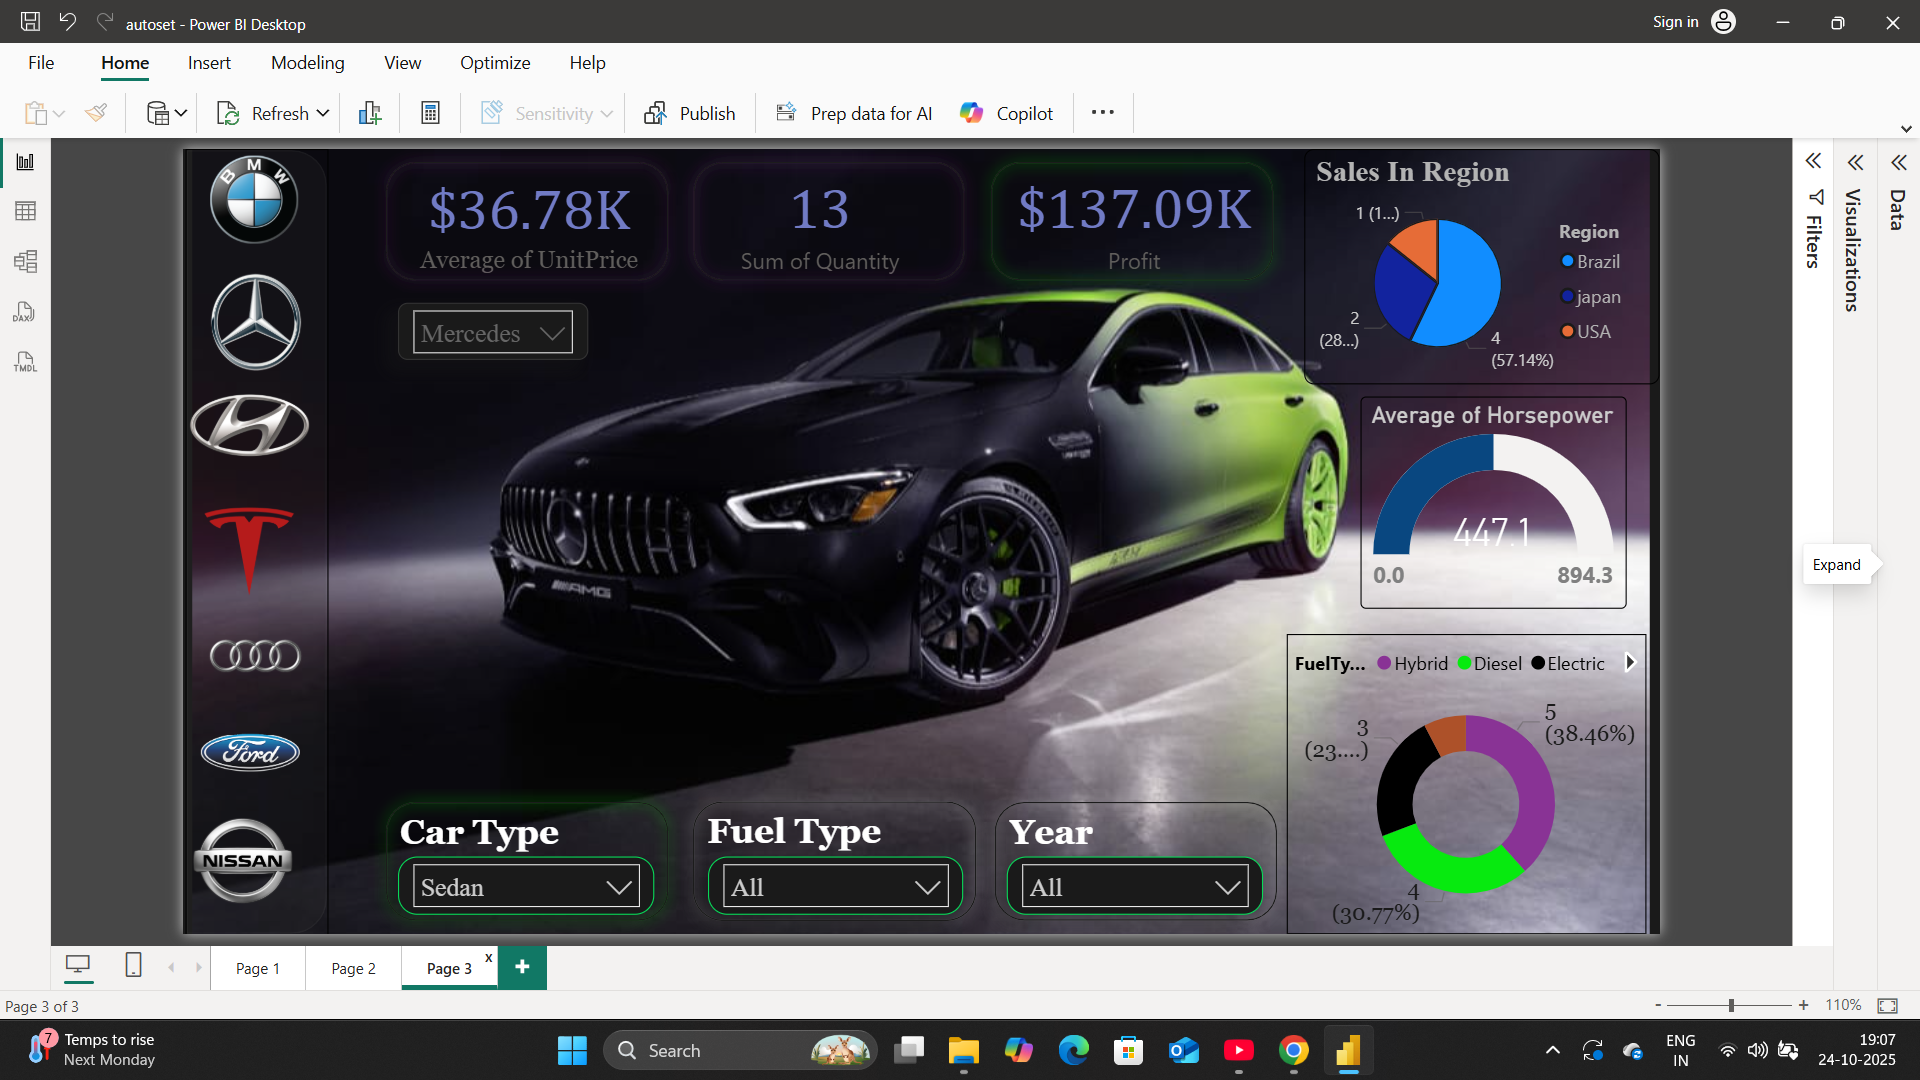 autoset - Power BI Desktop
Sign in
File Home Insert Modeling View Optimize Help
Refresh Sensitivity Publish Prep data for AI Copilot
DAX
TMDL
BMW
NISSAN
Ford
$36.78K
Average of UnitPrice
13
Sum of Quantity
$137.09K
Profit
Mercedes
AMG
Sales In Region
1 (1...)
2
(28...)
4
(57.14%)
Region
Brazil
japan
USA
Average of Horsepower
447.1
0.0 894.3
FuelTy... Hybrid Diesel Electric
5
(38.46%)
3
(23....)
4
(30.77%)
Car Type
Sedan
Fuel Type
All
Year
All
Filters
Visualizations
Data
Expand
Page 1 Page 2 Page 3 x +
Page 3 of 3
- + 110%
7
Temps to rise
Next Monday
Search
ENG
IN
19:07
24-10-2025